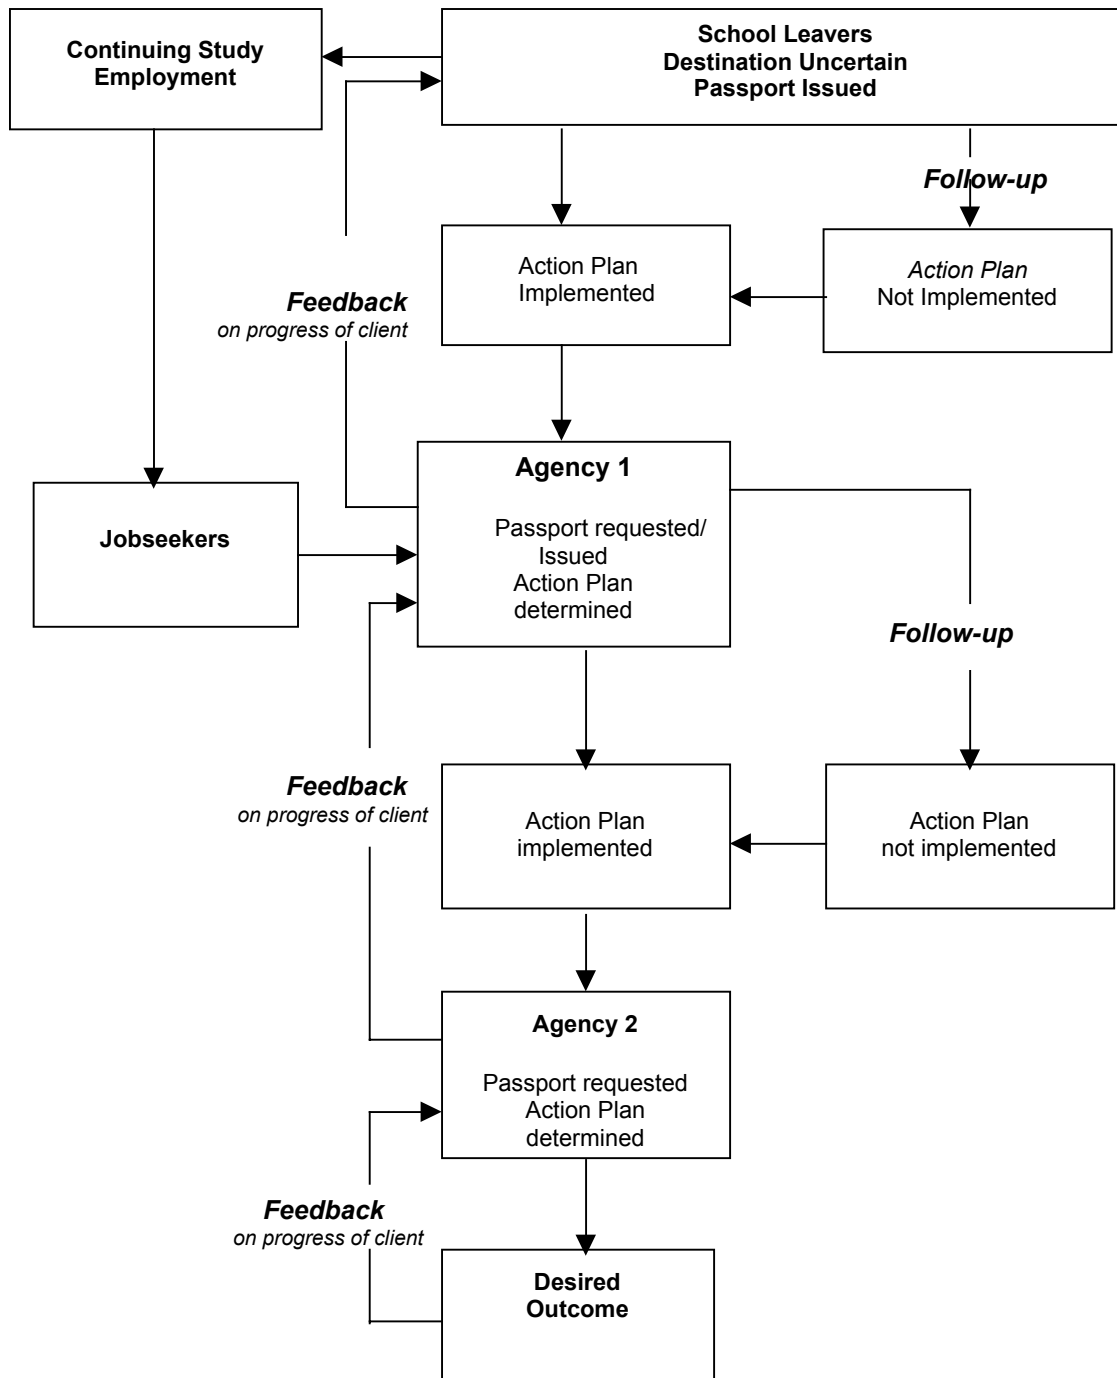 Continuing Study
Employment
School Leavers
Destination Uncertain
Passport Issued
Follow-up
Action Plan
Implemented
Action Plan
Not Implemented
Feedback
on progress of client
Agency 1
Passport requested/
Issued
Action Plan
determined
Jobseekers
Follow-up
Feedback
on progress of client
Action Plan
implemented
Action Plan
not implemented
Agency 2
Passport requested
Action Plan
determined
Feedback
on progress of client
Desired
Outcome